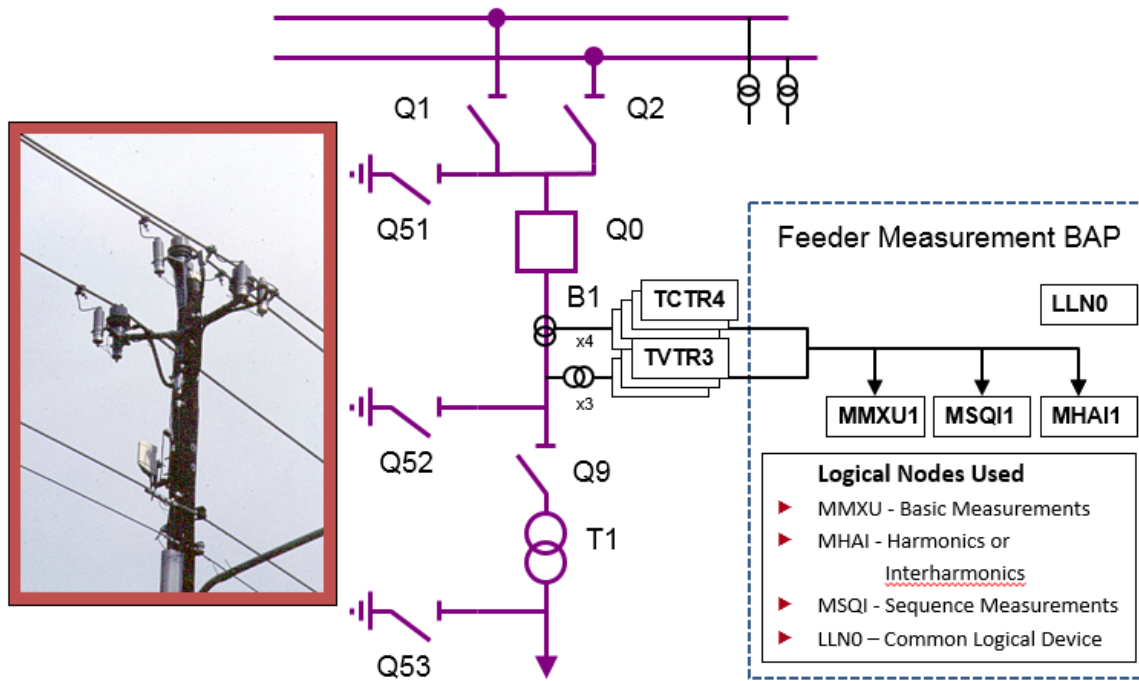 Q1
Q2
Q51
Q0
Feeder Measurement BAP
B1
TCTR4
LLN0
x4
TVTR3
x3
MMXU1
MSQI1
MHAI1
Q52
Q9
Logical Nodes Used
MMXU - Basic Measurements
MHAI - Harmonics or
Interharmonics
MSQI - Sequence Measurements
LLN0 – Common Logical Device
T1
Q53